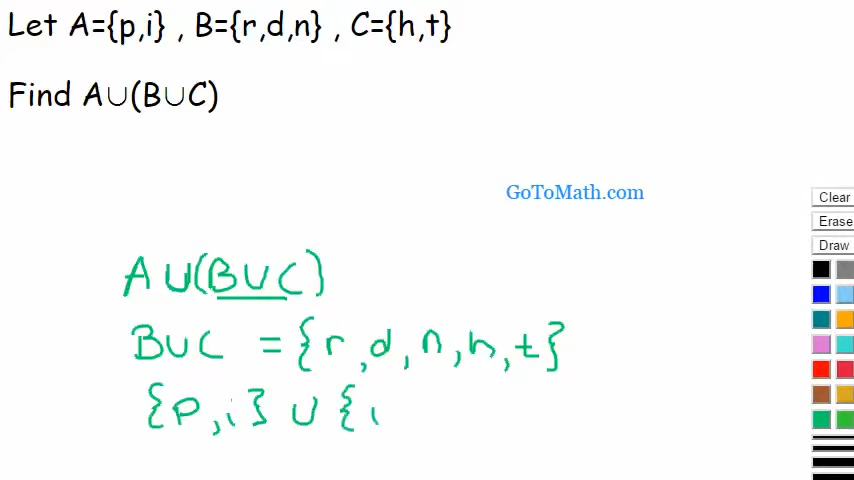 Let A={p,i} , B={r,d,n} , C={h,t}
Find A∪(B∪C)
GoToMath.com
Clear
Erase
Draw
A∪(B∪C)
B∪C = {r,d,n,h,t}
{P,i} ∪ {